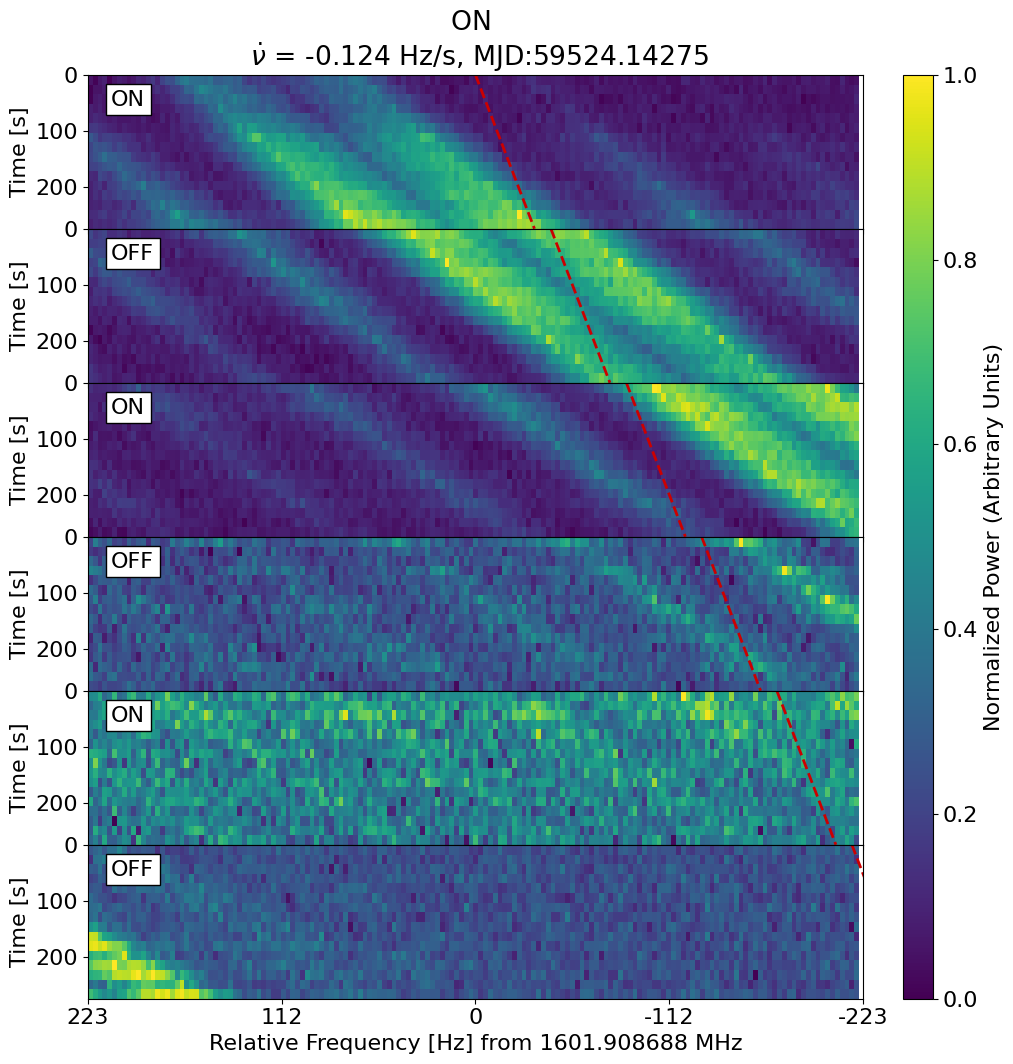 ON
ν̇ = -0.124 Hz/s, MJD:59524.14275
0
ON
100
200
Time [s]
0
OFF
100
200
Time [s]
0
ON
100
200
Time [s]
0
OFF
100
200
Time [s]
0
ON
100
200
Time [s]
0
OFF
100
200
Time [s]
223 112 0 -112 -223
Relative Frequency [Hz] from 1601.908688 MHz
1.0
0.8
0.6
0.4
0.2
0.0
Normalized Power (Arbitrary Units)